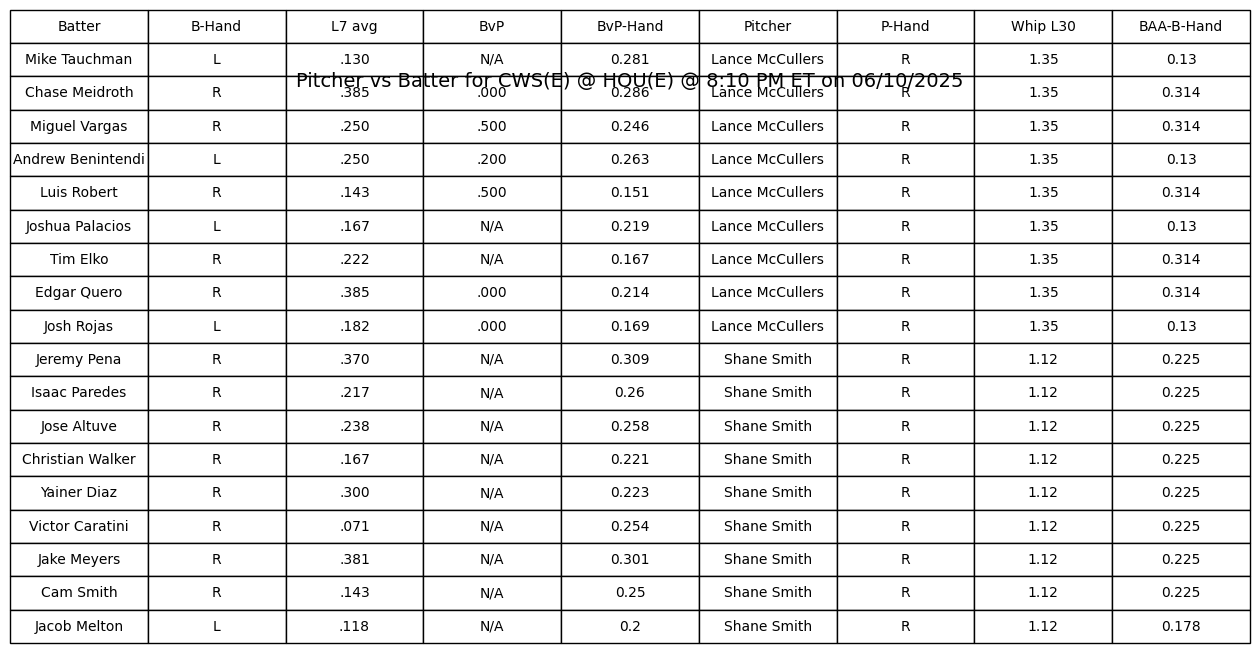 Batter B-Hand L7 avg BvP BvP-Hand Pitcher P-Hand Whip L30 BAA-B-Hand
Mike Tauchman L .130 N/A 0.281 Lance McCullers R 1.35 0.13
Pitcher vs Batter for CWS(E) @ HOU(E) @ 8:10 PM ET on 06/10/2025
Chase Meidroth R .385 .000 0.286 Lance McCullers R 1.35 0.314
Miguel Vargas R .250 .500 0.246 Lance McCullers R 1.35 0.314
Andrew Benintendi L .250 .200 0.263 Lance McCullers R 1.35 0.13
Luis Robert R .143 .500 0.151 Lance McCullers R 1.35 0.314
Joshua Palacios L .167 N/A 0.219 Lance McCullers R 1.35 0.13
Tim Elko R .222 N/A 0.167 Lance McCullers R 1.35 0.314
Edgar Quero R .385 .000 0.214 Lance McCullers R 1.35 0.314
Josh Rojas L .182 .000 0.169 Lance McCullers R 1.35 0.13
Jeremy Pena R .370 N/A 0.309 Shane Smith R 1.12 0.225
Isaac Paredes R .217 N/A 0.26 Shane Smith R 1.12 0.225
Jose Altuve R .238 N/A 0.258 Shane Smith R 1.12 0.225
Christian Walker R .167 N/A 0.221 Shane Smith R 1.12 0.225
Yainer Diaz R .300 N/A 0.223 Shane Smith R 1.12 0.225
Victor Caratini R .071 N/A 0.254 Shane Smith R 1.12 0.225
Jake Meyers R .381 N/A 0.301 Shane Smith R 1.12 0.225
Cam Smith R .143 N/A 0.25 Shane Smith R 1.12 0.225
Jacob Melton L .118 N/A 0.2 Shane Smith R 1.12 0.178